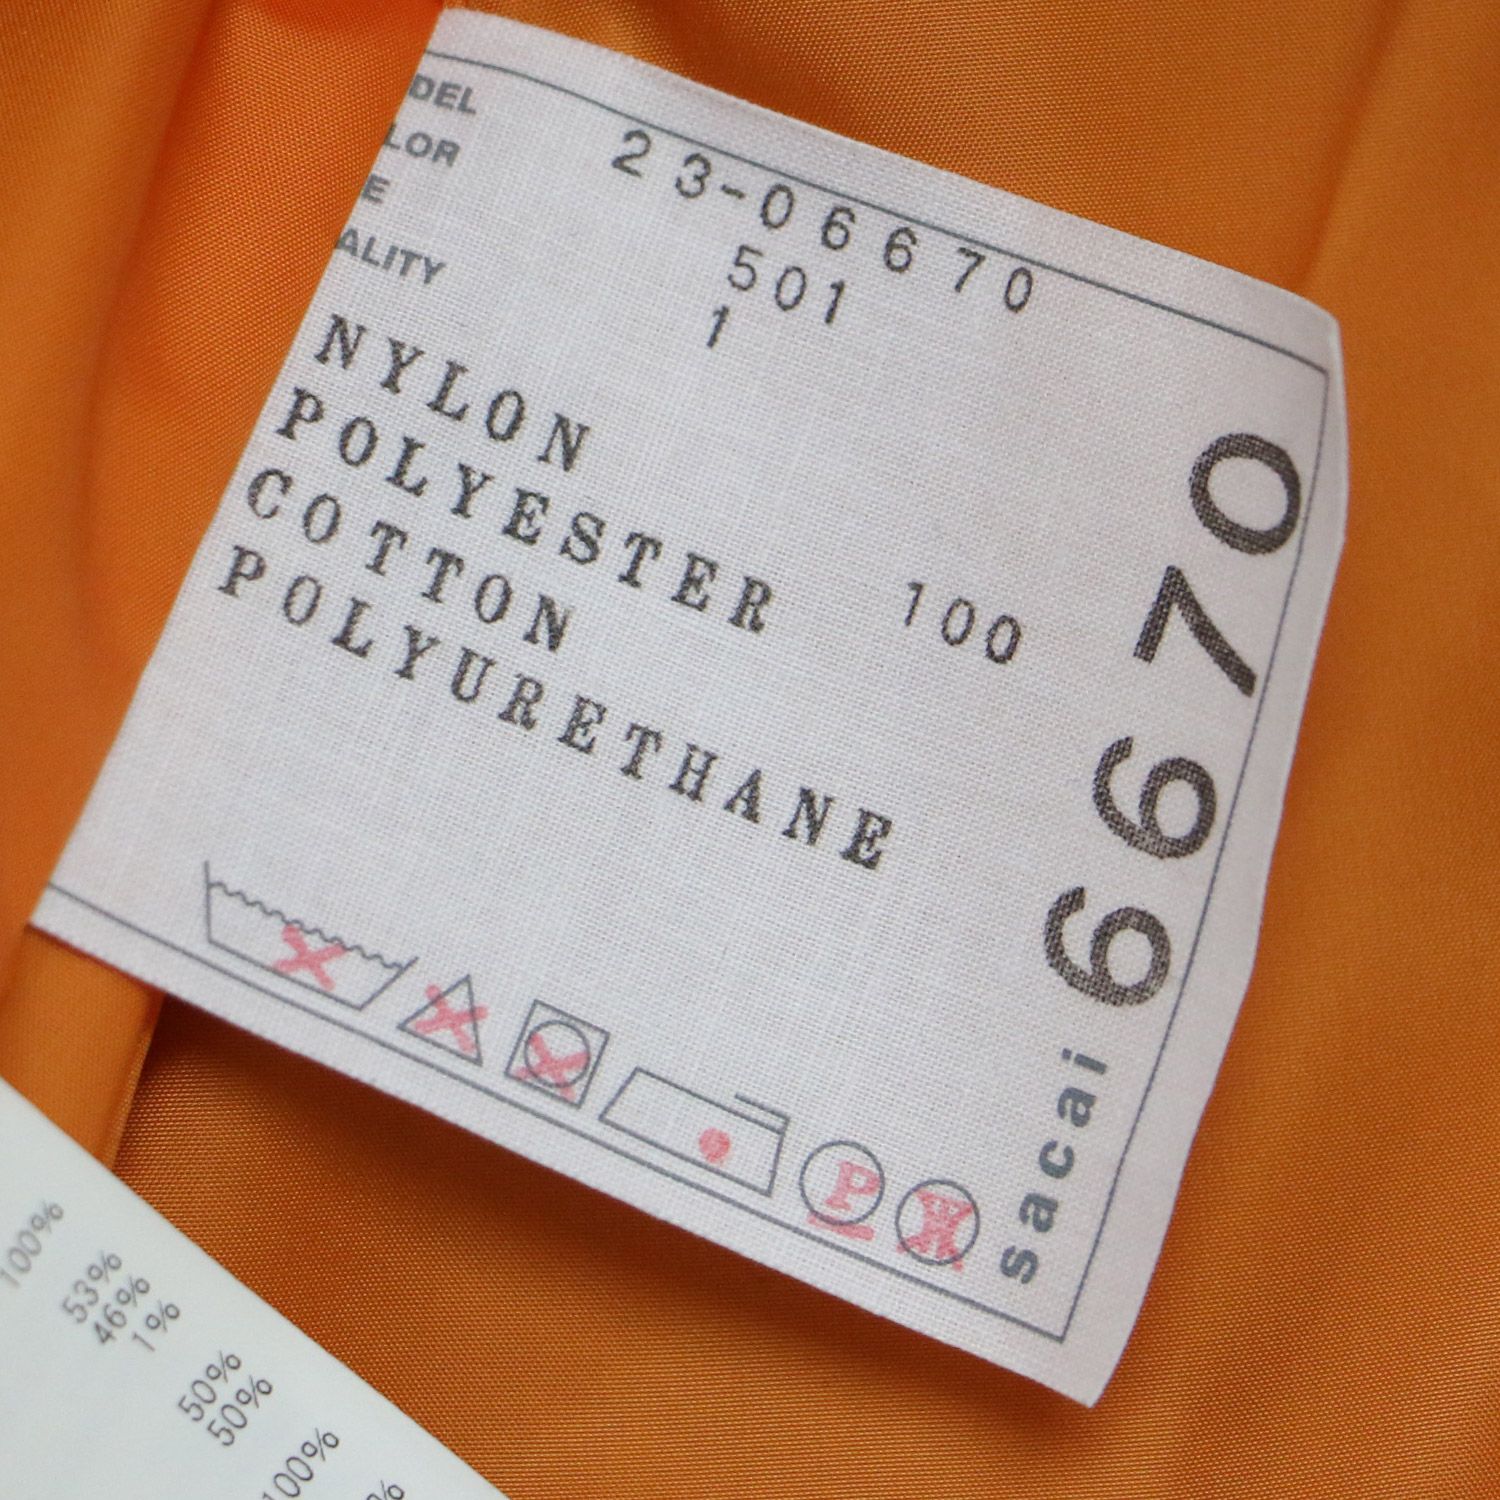 DEL 23-06670
LOR 501
E 1
ALITY
NYLON
POLYESTER 100
COTTON
POLYURETHANE
P
sacai 6670
100%
53%
46%
1%
50%
50%
100%
%